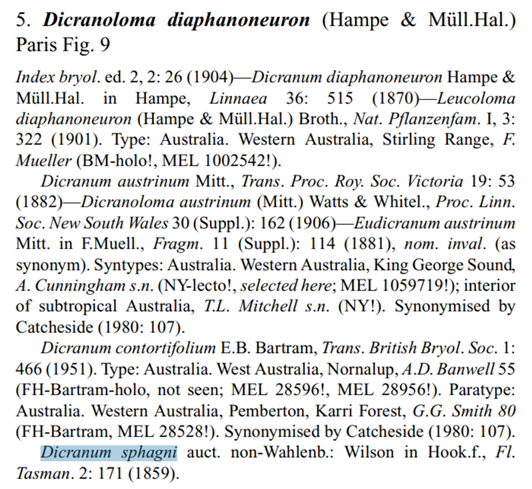 5. Dicranoloma diaphanoneuron (Hampe & Müll.Hal.)
Paris Fig. 9
Index bryol. ed. 2, 2: 26 (1904)—Dicranum diaphanoneuron Hampe &
Müll.Hal. in Hampe, Linnaea 36: 515 (1870)—Leucoloma
diaphanoneuron (Hampe & Müll.Hal.) Broth., Nat. Pflanzenfam. I, 3:
322 (1901). Type: Australia. Western Australia, Stirling Range, F.
Mueller (BM-holo!, MEL 1002542!).
Dicranum austrinum Mitt., Trans. Proc. Roy. Soc. Victoria 19: 53
(1882)—Dicranoloma austrinum (Mitt.) Watts & Whitel., Proc. Linn.
Soc. New South Wales 30 (Suppl.): 162 (1906)—Eudicranum austrinum
Mitt. in F.Muell., Fragm. 11 (Suppl.): 114 (1881), nom. inval. (as
synonym). Syntypes: Australia. Western Australia, King George Sound,
A. Cunningham s.n. (NY-lecto!, selected here; MEL 1059719!); interior
of subtropical Australia, T.L. Mitchell s.n. (NY!). Synonymised by
Catcheside (1980: 107).
Dicranum contortifolium E.B. Bartram, Trans. British Bryol. Soc. 1:
466 (1951). Type: Australia. West Australia, Nornalup, A.D. Banwell 55
(FH-Bartram-holo, not seen; MEL 28596!, MEL 28956!). Paratype:
Australia. Western Australia, Pemberton, Karri Forest, G.G. Smith 80
(FH-Bartram, MEL 28528!). Synonymised by Catcheside (1980: 107).
Dicranum sphagni auct. non-Wahlenb.: Wilson in Hook.f., Fl.
Tasman. 2: 171 (1859).